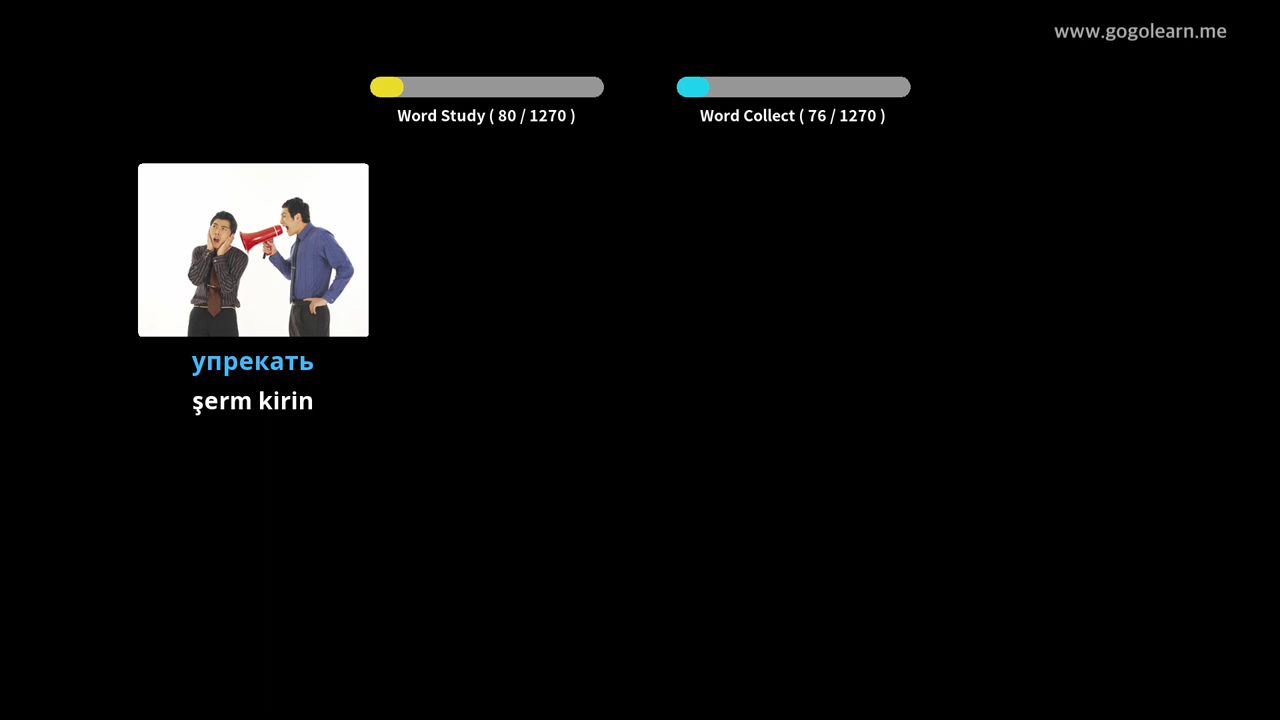 www.gogolearn.me
Word Study ( 80 / 1270 )
Word Collect ( 76 / 1270 )
упрекать
şerm kirin